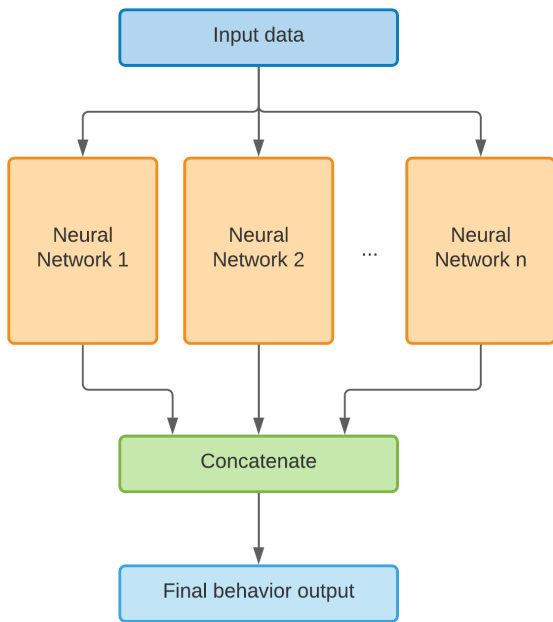 Input data
Neural
Network 1
Neural
Network 2
...
Neural
Network n
Concatenate
Final behavior output